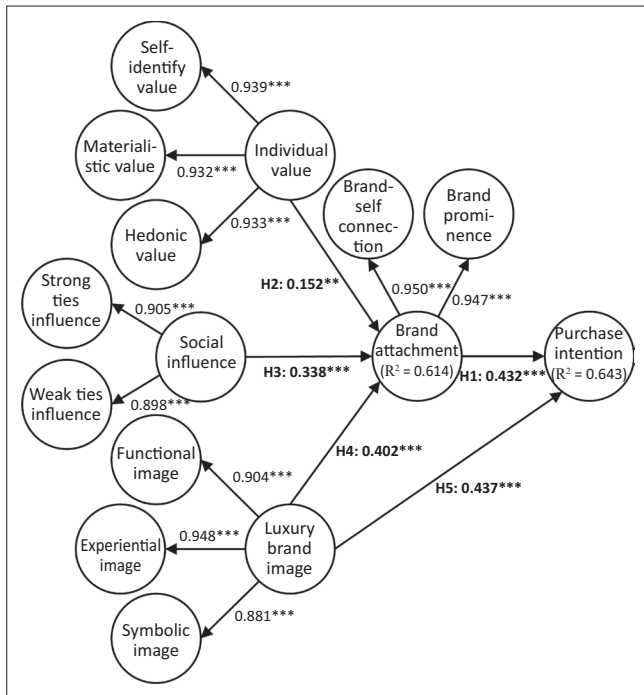 Self-
identify
value
0.939***
Materiali-
stic value
0.932***
Individual
value
0.933***
Hedonic
value
Brand-
self
connec-
tion
Brand
promi-
nence
Strong
ties
influence
0.905***
H2: 0.152**
0.950***
0.947***
Social
influence
H3: 0.338***
Brand
attachment
(R² = 0.614)
H1: 0.432***
Purchase
intention
(R² = 0.643)
Weak ties
influence
0.898***
Functional
image
0.904***
H4: 0.402***
H5: 0.437***
Experiential
image
0.948***
Luxury
brand
image
0.881***
Symbolic
image